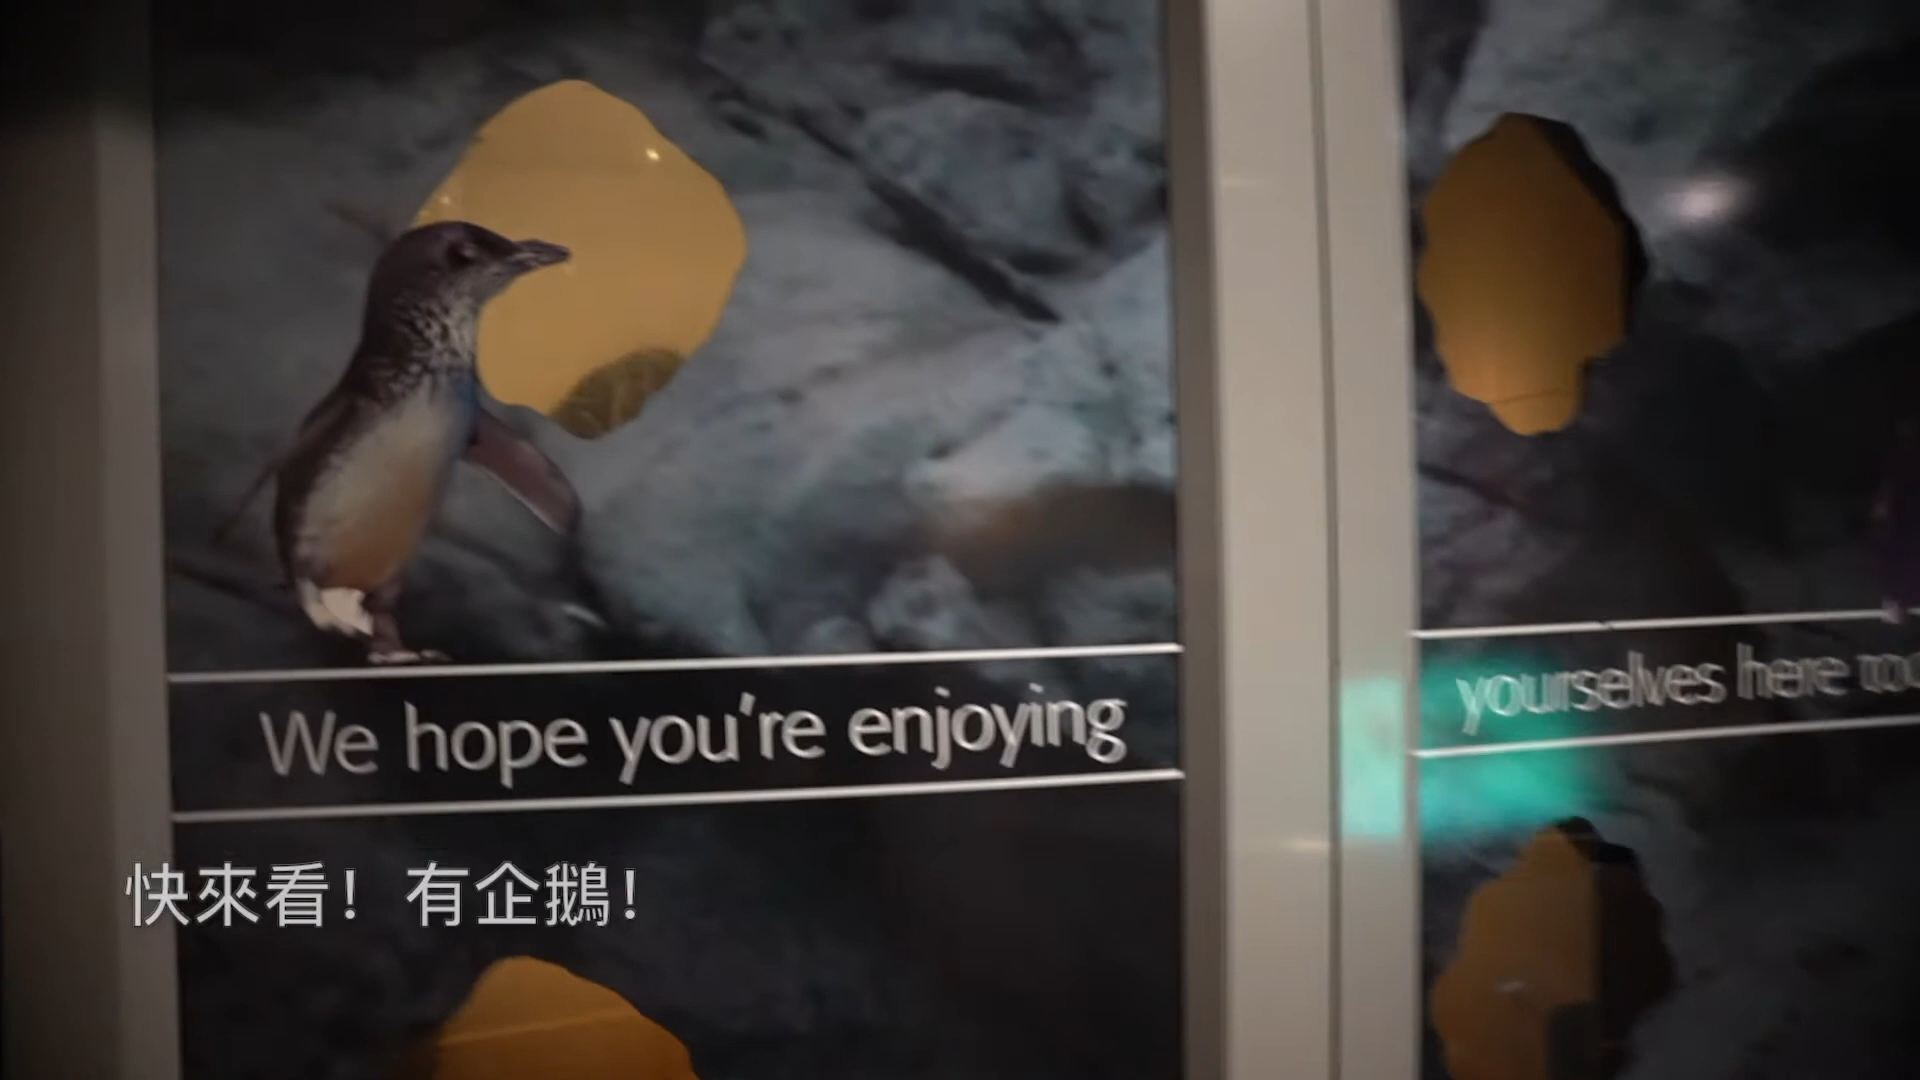 We hope you're enjoying
yourselves here
快來看！有企鵝！